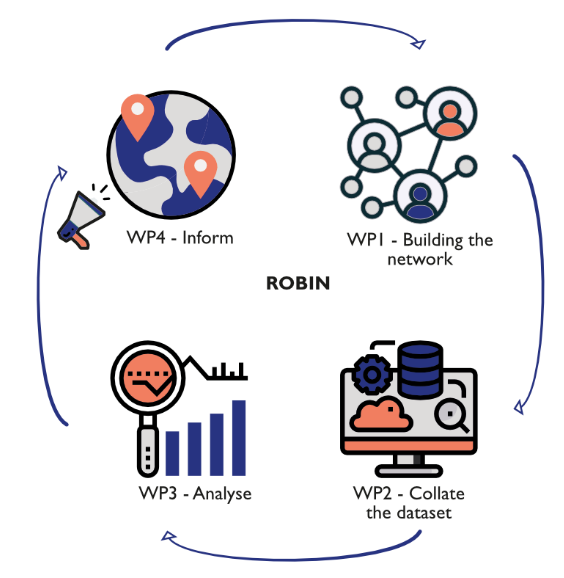 WP4 - Inform
WP1 - Building the
network
ROBIN
WP3 - Analyse
WP2 - Collate
the dataset